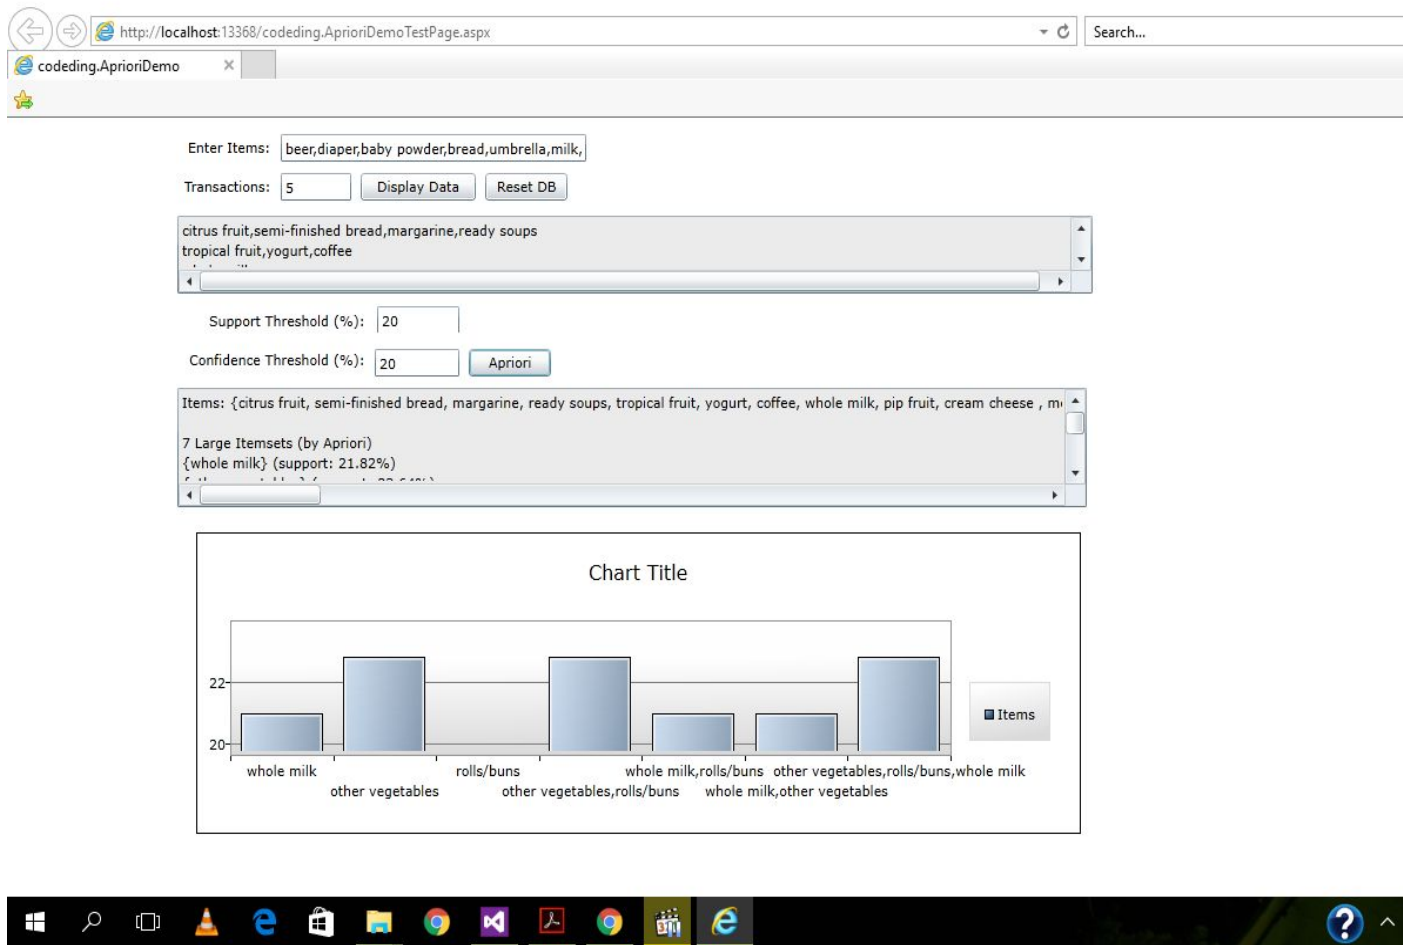 http://localhost:13368/codeding.AprioriDemoTestPage.aspx
Search...
codeding.AprioriDemo
Enter Items: beer,diaper,baby powder,bread,umbrella,milk,
Transactions: 5 Display Data Reset DB
citrus fruit,semi-finished bread,margarine,ready soups
tropical fruit,yogurt,coffee
Support Threshold (%): 20
Confidence Threshold (%): 20 Apriori
Items: {citrus fruit, semi-finished bread, margarine, ready soups, tropical fruit, yogurt, coffee, whole milk, pip fruit, cream cheese , m
7 Large Itemsets (by Apriori)
{whole milk} (support: 21.82%)
Chart Title
22
20
Items
whole milk rolls/buns whole milk,rolls/buns other vegetables,rolls/buns,whole milk
other vegetables other vegetables,rolls/buns whole milk,other vegetables